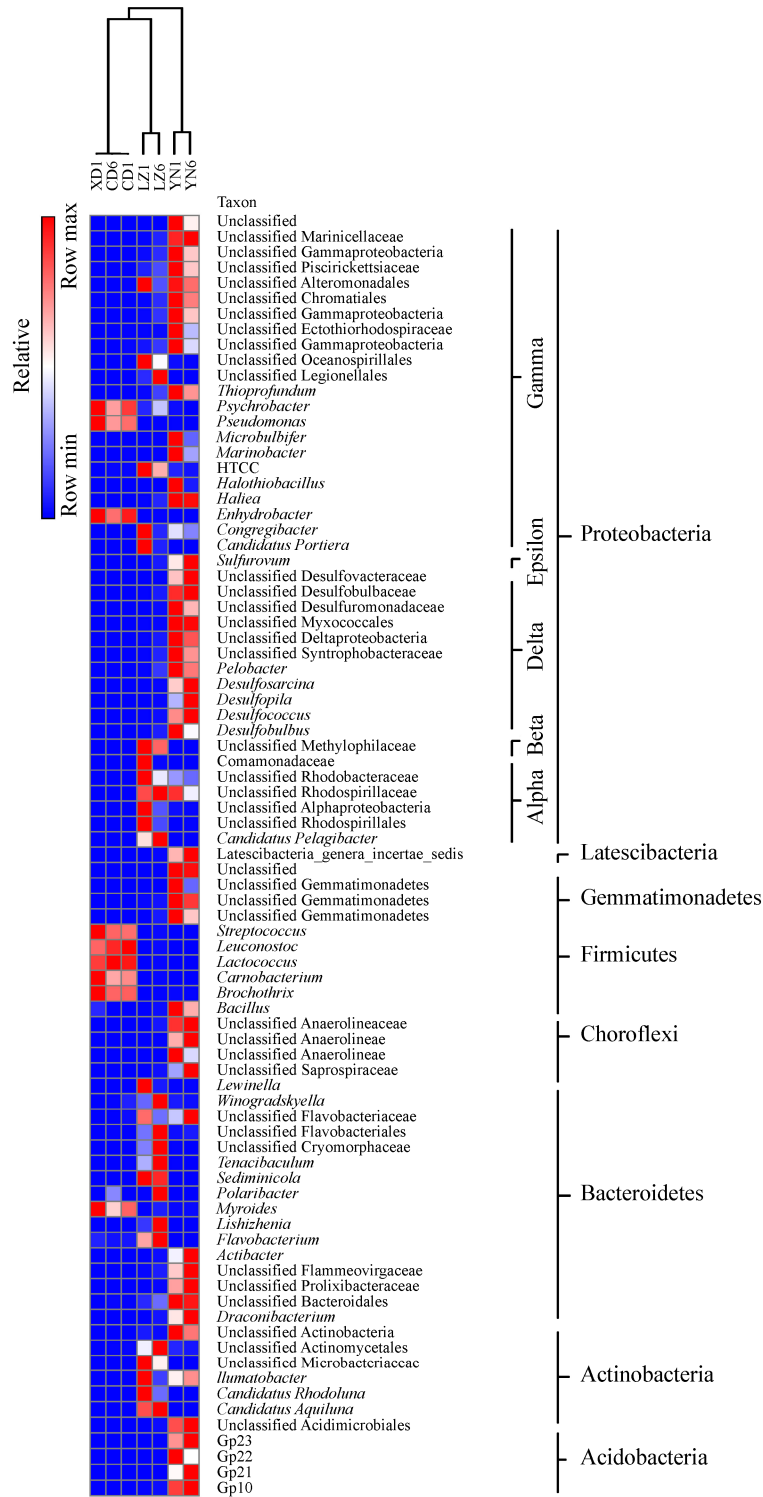 XD1
CD6
CD1
LZ1
LZ6
YN1
YN6
Relative
Row max
Row min
Taxon
Unclassified
Unclassified Marinicellaceae
Unclassified Gammaproteobacteria
Unclassified Piscirickettsiaceae
Unclassified Alteromonadales
Unclassified Chromatiales
Unclassified Gammaproteobacteria
Unclassified Ectothiorhodospiraceae
Unclassified Gammaproteobacteria
Unclassified Oceanospirillales
Unclassified Legionellales
Thioprofundum
Psychrobacter
Pseudomonas
Microbulbifer
Marinobacter
HTCC
Halothiobacillus
Haliea
Enhydrobacter
Congregibacter
Candidatus Portiera
Sulfurovum
Unclassified Desulfovacteraceae
Unclassified Desulfobulbaceae
Unclassified Desulfuromonadaceae
Unclassified Myxococcales
Unclassified Deltaproteobacteria
Unclassified Syntrophobacteraceae
Pelobacter
Desulfosarcina
Desulfopila
Desulfococcus
Desulfobulbus
Unclassified Methylophilaceae
Comamonadaceae
Unclassified Rhodobacteraceae
Unclassified Rhodospirillaceae
Unclassified Alphaproteobacteria
Unclassified Rhodospirillales
Candidatus Pelagibacter
Latescibacteria_genera_incertae_sedis
Unclassified
Unclassified Gemmatimonadetes
Unclassified Gemmatimonadetes
Unclassified Gemmatimonadetes
Streptococcus
Leuconostoc
Lactococcus
Carnobacterium
Brochothrix
Bacillus
Unclassified Anaerolineaceae
Unclassified Anaerolineae
Unclassified Anaerolineae
Unclassified Saprospiraceae
Lewinella
Winogradskyella
Unclassified Flavobacteriaceae
Unclassified Flavobacteriales
Unclassified Cryomorphaceae
Tenacibaculum
Sediminicola
Polaribacter
Myroides
Lishizhenia
Flavobacterium
Actibacter
Unclassified Flammeovirgaceae
Unclassified Prolixibacteraceae
Unclassified Bacteroidales
Draconibacterium
Unclassified Actinobacteria
Unclassified Actinomycetales
Unclassified Microbacteriaceae
Ilumatobacter
Candidatus Rhodoluna
Candidatus Aquiluna
Unclassified Acidimicrobiales
Gp23
Gp22
Gp21
Gp10
Gamma
Epsilon
Delta
Beta
Alpha
Proteobacteria
Latescibacteria
Gemmatimonadetes
Firmicutes
Choroflexi
Bacteroidetes
Actinobacteria
Acidobacteria